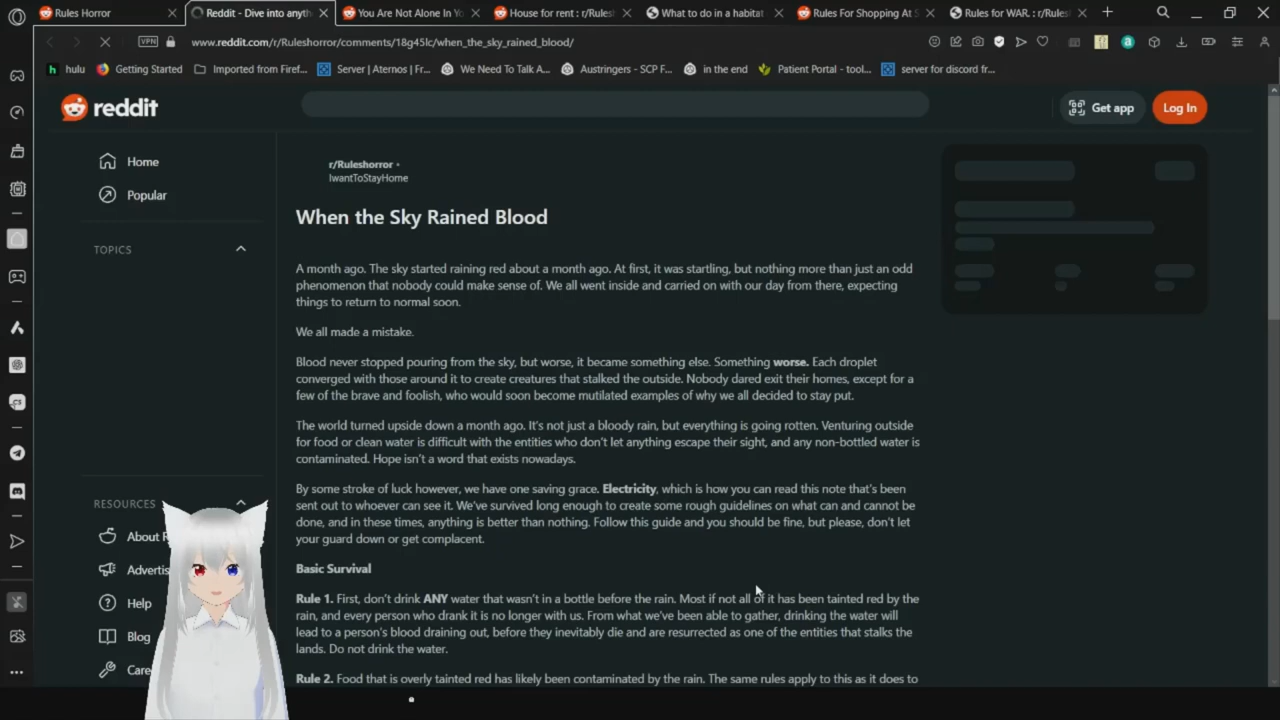 Rules Horror
Reddit - Dive into anyth
You Are Not Alone In Yo
House for rent : r/Rules
What to do in a habitat
Rules For Shopping At S
Rules for WAR. : r/Rules
VPN
www.reddit.com/r/Ruleshorror/comments/18g45lc/when_the_sky_rained_blood/
hulu
Getting Started
Imported from Firef...
Server | Aternos | Fr...
We Need To Talk A...
Austringers - SCP F...
in the end
Patient Portal - tool...
server for discord fr...
reddit
Get app
Log In
Home
Popular
TOPICS
RESOURCES
About R
Advertis
Help
Blog
Care
r/Ruleshorror •
IwantToStayHome
When the Sky Rained Blood
A month ago. The sky started raining red about a month ago. At first, it was startling, but nothing more than just an odd
phenomenon that nobody could make sense of. We all went inside and carried on with our day from there, expecting
things to return to normal soon.
We all made a mistake.
Blood never stopped pouring from the sky, but worse, it became something else. Something worse. Each droplet
converged with those around it to create creatures that stalked the outside. Nobody dared exit their homes, except for a
few of the brave and foolish, who would soon become mutilated examples of why we all decided to stay put.
The world turned upside down a month ago. It's not just a bloody rain, but everything is going rotten. Venturing outside
for food or clean water is difficult with the entities who don't let anything escape their sight, and any non-bottled water is
contaminated. Hope isn't a word that exists nowadays.
By some stroke of luck however, we have one saving grace. Electricity, which is how you can read this note that's been
sent out to whoever can see it. We've survived long enough to create some rough guidelines on what can and cannot be
done, and in these times, anything is better than nothing. Follow this guide and you should be fine, but please, don't let
your guard down or get complacent.
Basic Survival
Rule 1. First, don't drink ANY water that wasn't in a bottle before the rain. Most if not all of it has been tainted red by the
rain, and every person who drank it is no longer with us. From what we've been able to gather, drinking the water will
lead to a person's blood draining out, before they inevitably die and are resurrected as one of the entities that stalks the
lands. Do not drink the water.
Rule 2. Food that is overly tainted red has likely been contaminated by the rain. The same rules apply to this as it does to